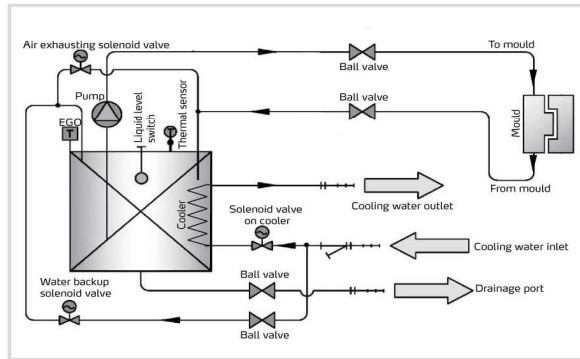 Air exhausting solenoid valve
To mould
Ball valve
Pump
EGO
T
Liquid level
switch
Thermal sensor
T
Ball valve
Mould
From mould
Cooler
Cooling water outlet
Solenoid valve
on cooler
Cooling water inlet
Water backup
solenoid valve
Ball valve
Drainage port
Ball valve